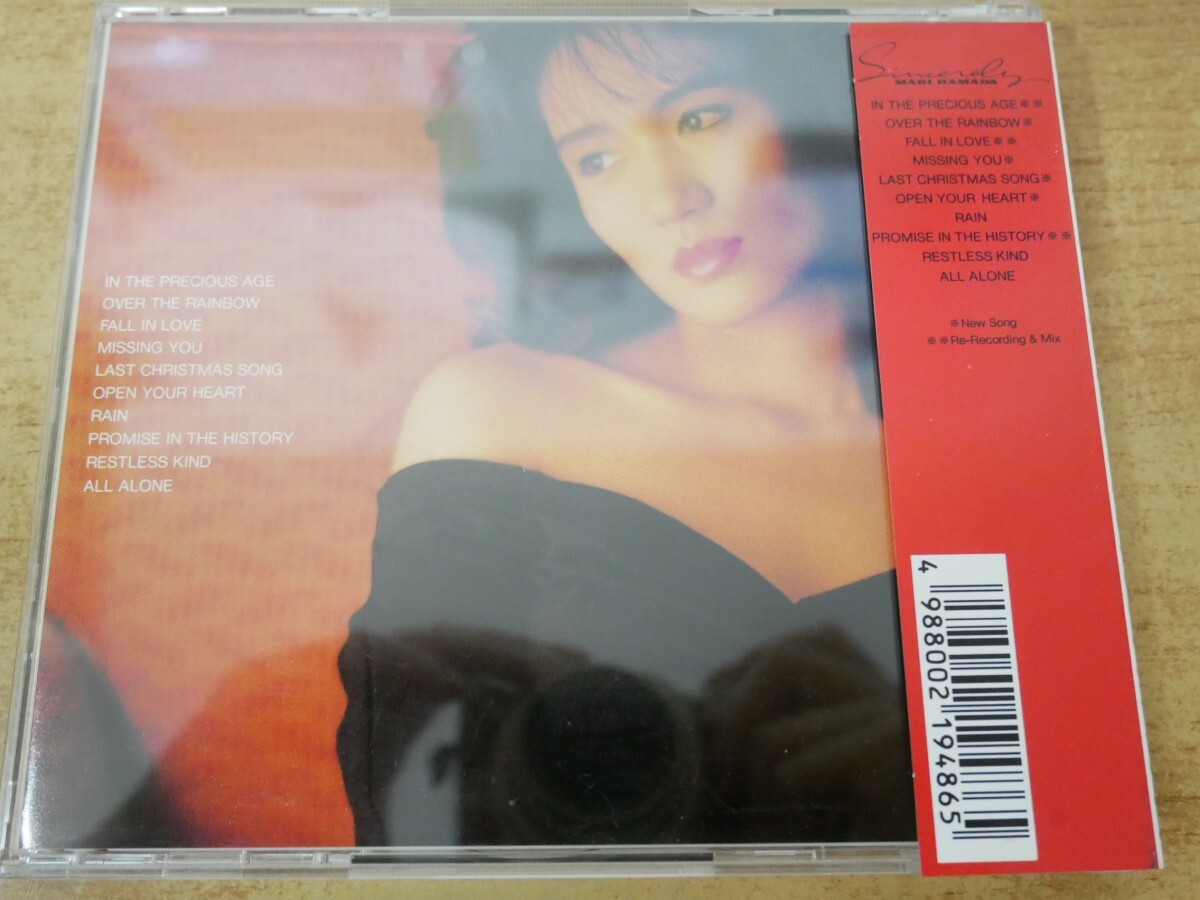 IN THE PRECIOUS AGE
OVER THE RAINBOW
FALL IN LOVE
MISSING YOU
LAST CHRISTMAS SONG
OPEN YOUR HEART
RAIN
PROMISE IN THE HISTORY
RESTLESS KIND
ALL ALONE
Sincerely
MARI HAMADA
IN THE PRECIOUS AGE※※
OVER THE RAINBOW※
FALL IN LOVE※※
MISSING YOU※
LAST CHRISTMAS SONG※
OPEN YOUR HEART※
RAIN
PROMISE IN THE HISTORY※※
RESTLESS KIND
ALL ALONE
※New Song
※※Re-Recording & Mix
4 988002 194865